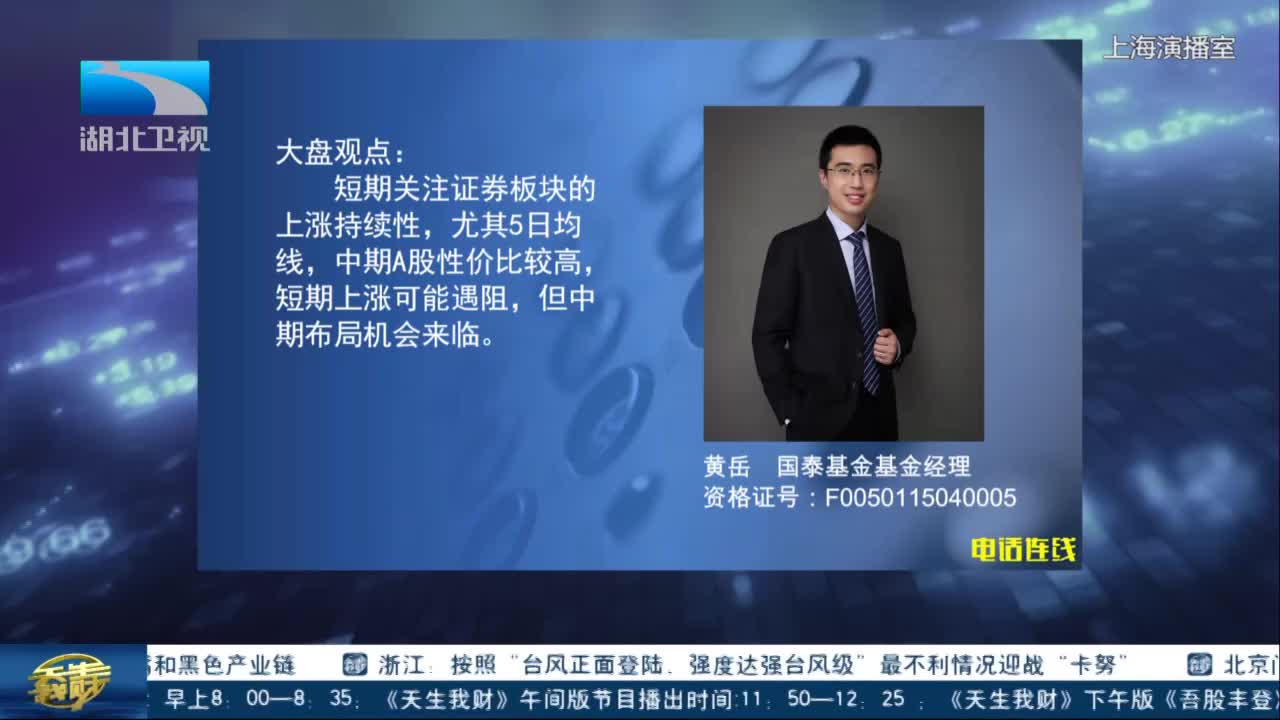 上海演播室
湖北卫视
大盘观点：
短期关注证券板块的
上涨持续性，尤其5日均
线，中期A股性价比较高，
短期上涨可能遇阻，但中
期布局机会来临。
黄岳 国泰基金基金经理
资格证号：F0050115040005
电话连线
天生我财
和黑色产业链 浙江：按照“台风正面登陆、强度达强台风级”最不利情况迎战“卡努” 北京
早上8：00—8：35；《天生我财》午间版节目播出时间:11：50—12：25；《天生我财》下午版《吾股丰登